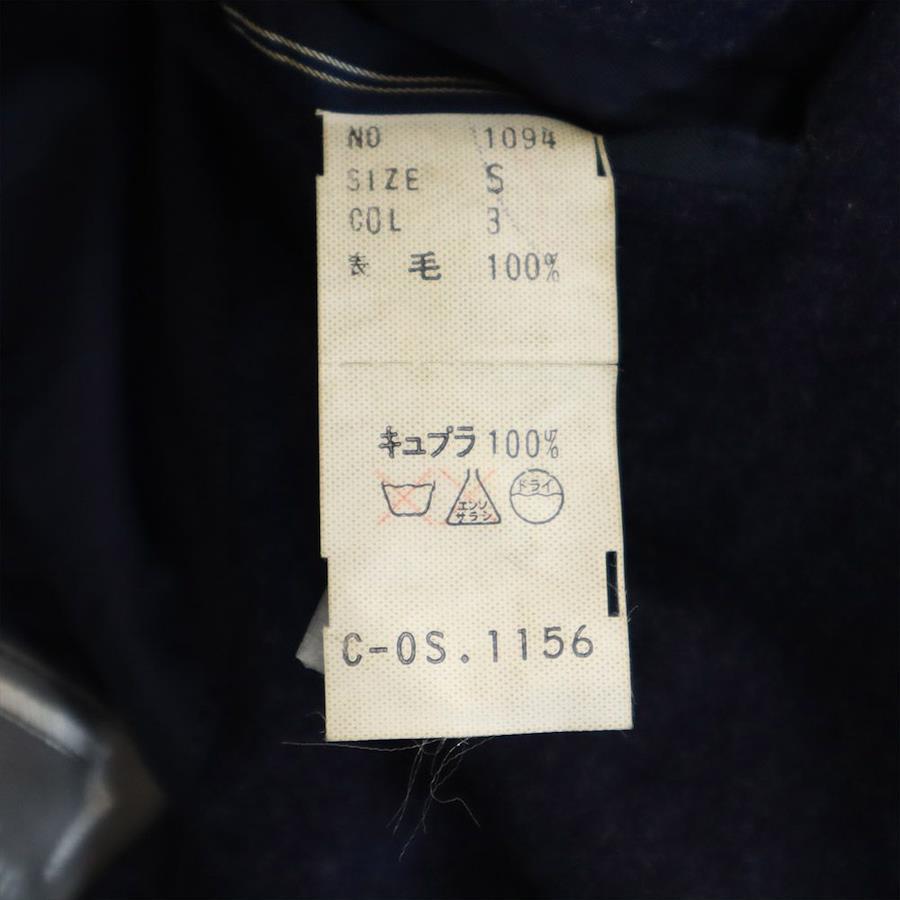 NO 1094
SIZE S
COL 3
表 毛 100%
キュプラ 100%
エンソ
サラシ
ドライ
C-OS.1156